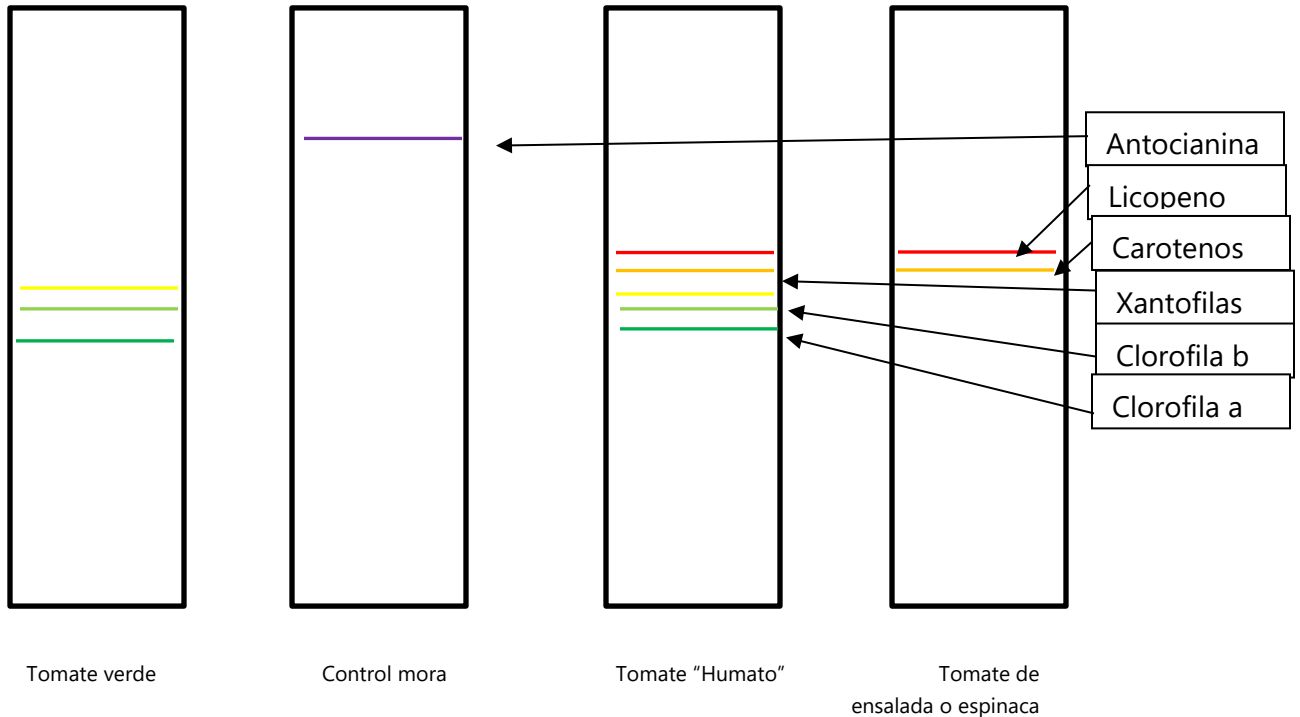 Antocianina
Licopeno
Carotenos
Xantofilas
Clorofila b
Clorofila a
Tomate verde
Control mora
Tomate “Humato”
Tomate de
ensalada o espinaca